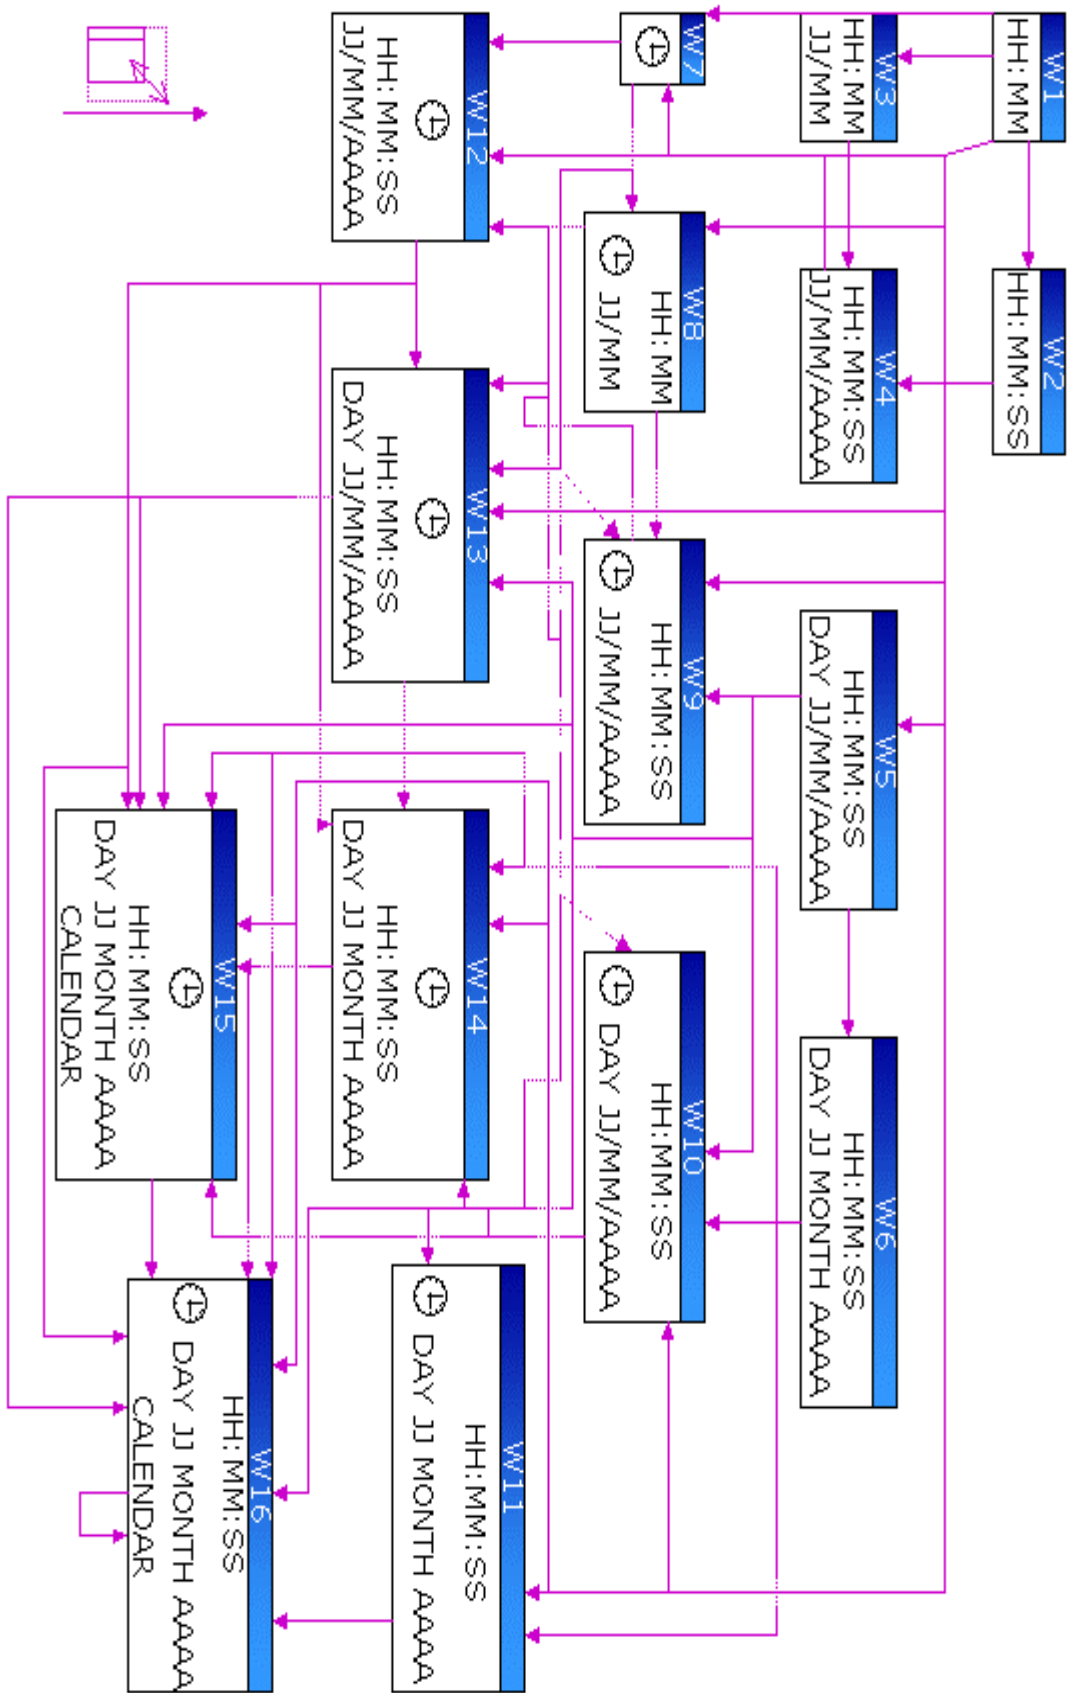 W1
HH:MM
W2
HH:MM:SS
W3
HH:MM
JJ/MM
W4
HH:MM:SS
JJ/MM/AAAA
W5
HH:MM:SS
DAY JJ/MM/AAAA
W6
HH:MM:SS
DAY JJ MONTH AAAA
W7
W8
HH:MM
JJ/MM
W9
HH:MM:SS
JJ/MM/AAAA
W10
HH:MM:SS
DAY JJ/MM/AAAA
W11
HH:MM:SS
DAY JJ MONTH AAAA
W12
HH:MM:SS
JJ/MM/AAAA
W13
HH:MM:SS
DAY JJ/MM/AAAA
W14
HH:MM:SS
DAY JJ MONTH AAAA
W15
HH:MM:SS
DAY JJ MONTH AAAA
CALENDAR
W16
HH:MM:SS
DAY JJ MONTH AAAA
CALENDAR